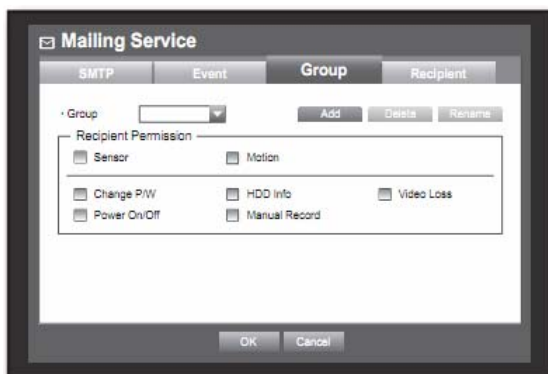 Mailing Service
SMTP Event Group Recipient
· Group Add Delete Rename
Recipient Permission
Sensor Motion
Change P/W HDD Info Video Loss
Power On/Off Manual Record
OK Cancel